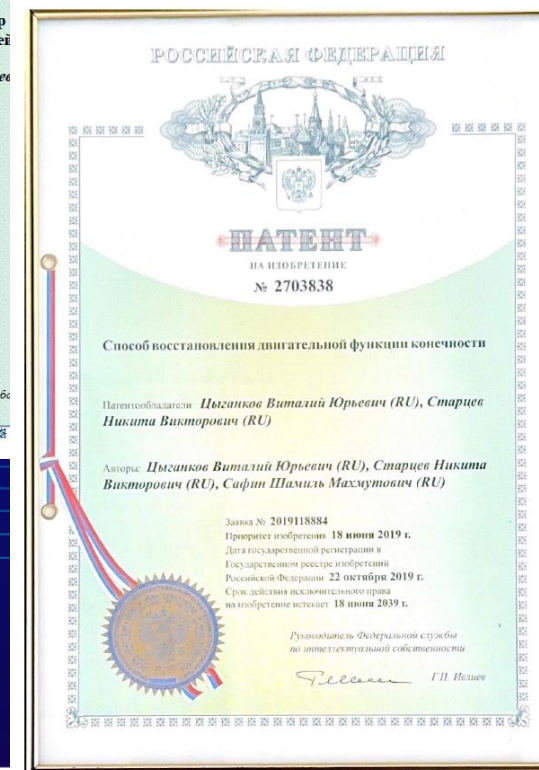 РОССИЙСКАЯ ФЕДЕРАЦИЯ
ПАТЕНТ
НА ИЗОБРЕТЕНИЕ
№ 2703838
Способ восстановления двигательной функции конечности
Патентообладатели: Цыганков Виталий Юрьевич (RU), Старцев
Никита Викторович (RU)
Авторы: Цыганков Виталий Юрьевич (RU), Старцев Никита
Викторович (RU), Сафин Шамиль Махмутович (RU)
Заявка № 2019118884
Приоритет изобретения 18 июня 2019 г.
Дата государственной регистрации в
Государственном реестре изобретений
Российской Федерации 22 октября 2019 г.
Срок действия исключительного права
на изобретение истекает 18 июня 2039 г.
Руководитель Федеральной службы
по интеллектуальной собственности
Г.П. Ивлиев